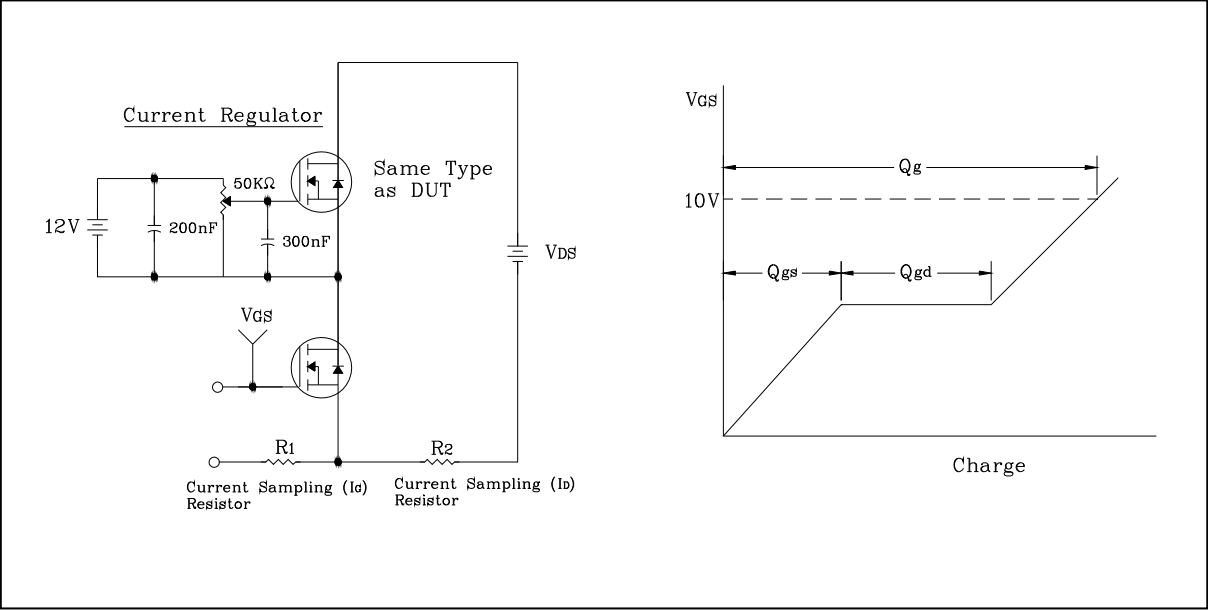 Current Regulator
Same Type
as DUT
50KΩ
12V
200nF
300nF
VDS
VGS
R1
R2
Current Sampling (IG)
Resistor
Current Sampling (ID)
Resistor
VGS
Qg
10V
Qgs
Qgd
Charge